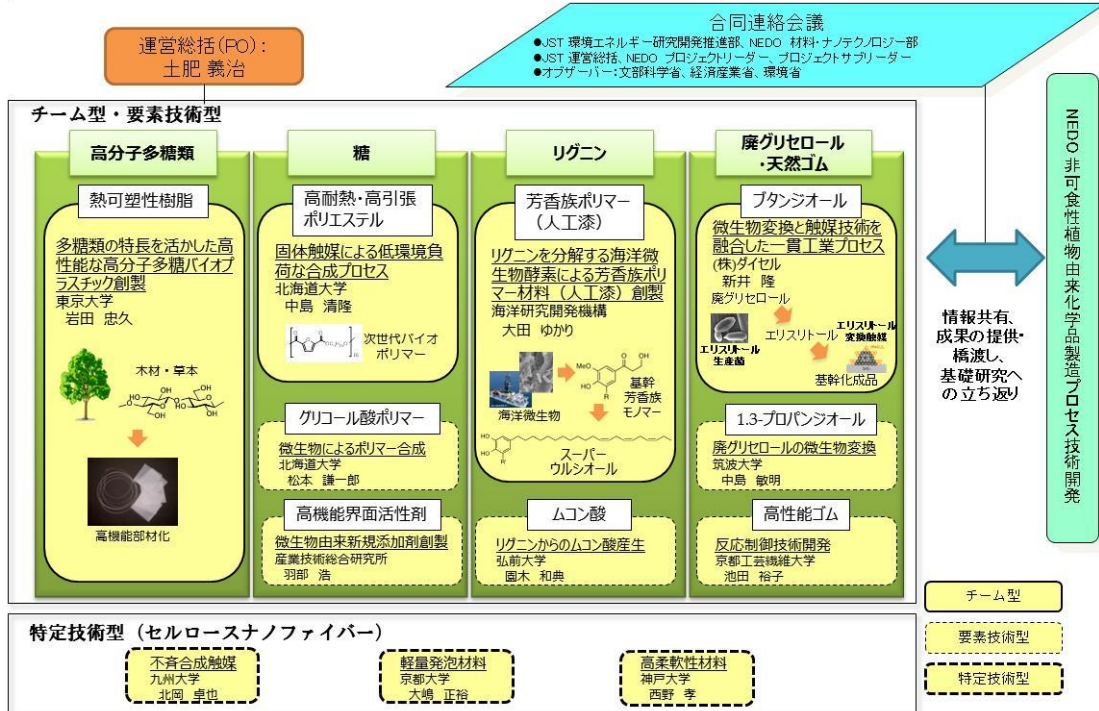 運営総括(PO):
土肥 義治
合同連絡会議
●JST 環境エネルギー研究開発推進部、NEDO 材料・ナノテクノロジー部
●JST 運営総括、NEDO プロジェクトリーダー、プロジェクトサブリーダー
●オブザーバー:文部科学省、経済産業省、環境省
チーム型・要素技術型
高分子多糖類
熱可塑性樹脂
多糖類の特長を活かした高
性能な高分子多糖バイオプ
ラスチック創製
東京大学
岩田 忠久
木材・草本
高機能部材化
糖
高耐熱・高引張
ポリエステル
固体触媒による低環境負
荷な合成プロセス
北海道大学
中島 清隆
次世代バイオ
ポリマー
グリコール酸ポリマー
微生物によるポリマー合成
北海道大学
松本 謙一郎
高機能界面活性剤
微生物由来新規添加剤創製
産業技術総合研究所
羽部 浩
リグニン
芳香族ポリマー
(人工漆)
リグニンを分解する海洋微
生物酵素による芳香族ポリ
マー材料(人工漆)創製
海洋研究開発機構
大田 ゆかり
海洋微生物
MeO
HO
R
O
OH
基幹
芳香族
モノマー
HO
HO
R
スーパー
ウルシオール
ムコン酸
リグニンからのムコン酸産生
弘前大学
園木 和典
廃グリセロール
・天然ゴム
ブタンジオール
微生物変換と触媒技術を
融合した一貫工業プロセス
(株)ダイセル
新井 隆
廃グリセロール
エリスリトール
エリスリトール
生産菌
エリスリトール
変換触媒
基幹化成品
1.3-プロパンジオール
廃グリセロールの微生物変換
筑波大学
中島 敏明
高性能ゴム
反応制御技術開発
京都工芸繊維大学
池田 裕子
情報共有、
成果の提供・
橋渡し、
基礎研究へ
の立ち返り
NEDO 非可食性植物由来化学品製造プロセス技術開発
チーム型
要素技術型
特定技術型
特定技術型(セルロースナノファイバー)
不斉合成触媒
九州大学
北岡 卓也
軽量発泡材料
京都大学
大嶋 正裕
高柔軟性材料
神戸大学
西野 孝